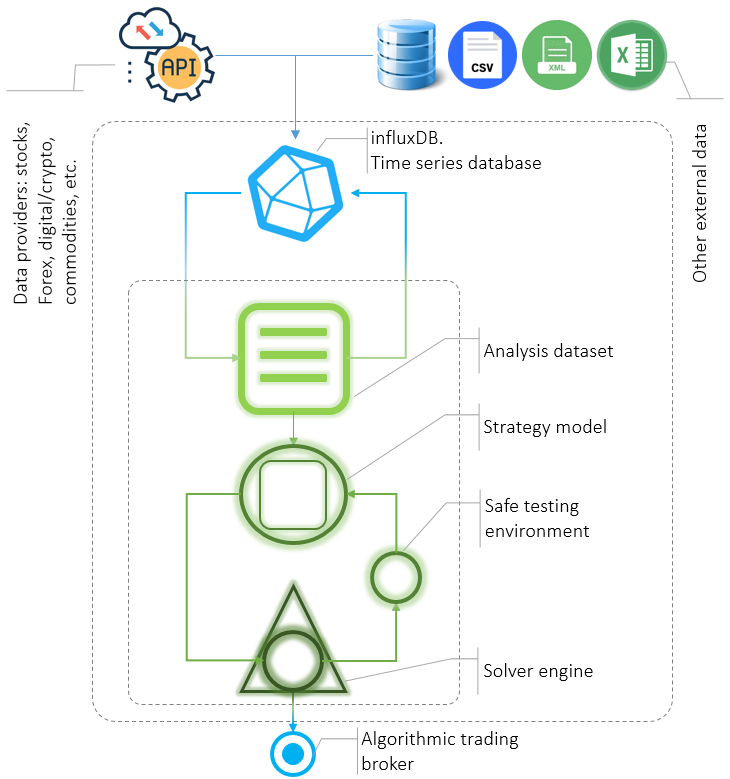 API
CSV
XML
X
influxDB.
Time series database
Data providers: stocks,
Forex, digital/crypto,
commodities, etc.
Other external data
Analysis dataset
Strategy model
Safe testing
environment
Solver engine
Algorithmic trading
broker